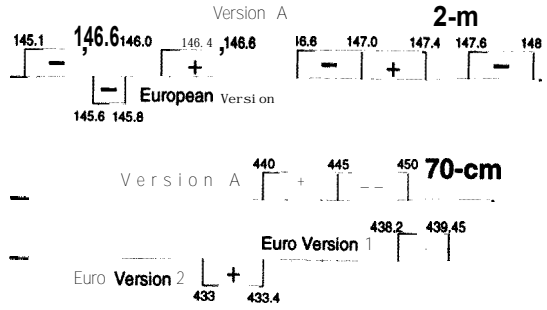 Version A 2-m
145.1 146.6 146.0 146.4 ,146.6 146.6 147.0 147.4 147.6 148
− + − + −
− European Version
145.6 145.8
440 445 450 70-cm
Version A + −−
438.2 439.45
Euro Version 1
Euro Version 2 +
433 433.4